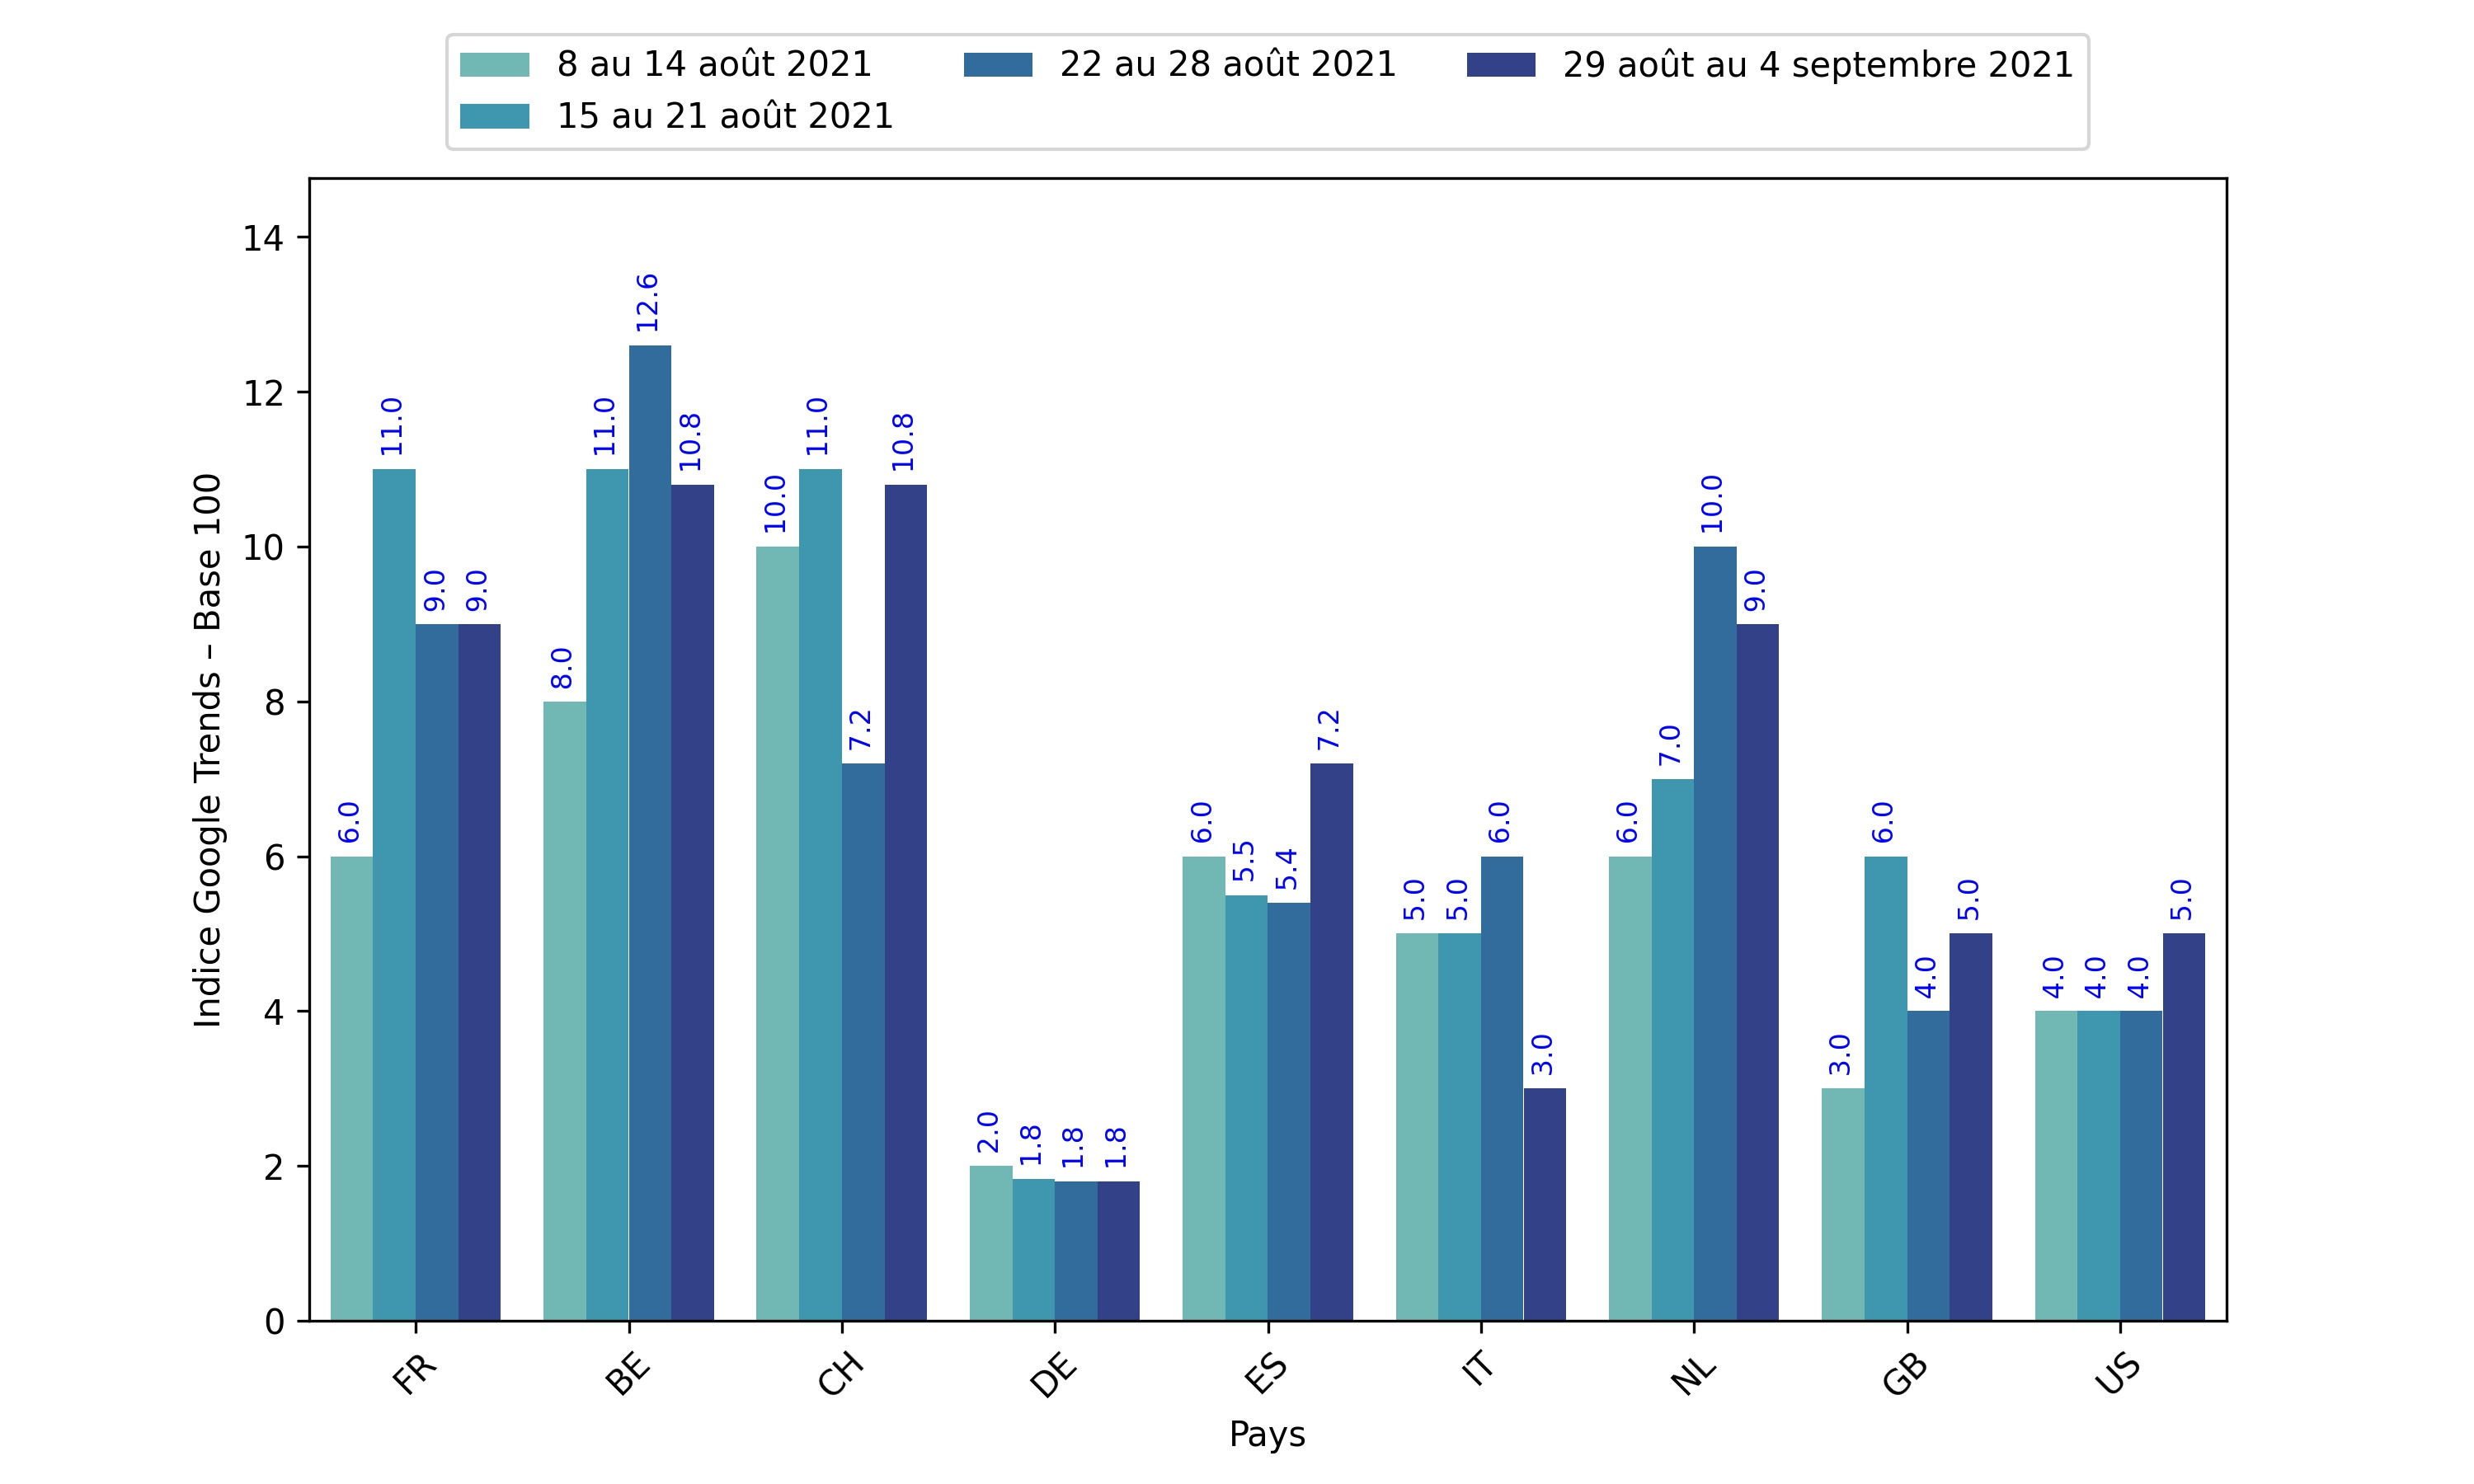 8 au 14 août 2021
15 au 21 août 2021
22 au 28 août 2021
29 août au 4 septembre 2021
Indice Google Trends – Base 100
14
12
10
8
6
4
2
0
6.0
11.0
9.0
9.0
8.0
11.0
12.6
10.8
10.0
11.0
7.2
10.8
2.0
1.8
1.8
1.8
6.0
5.5
5.4
7.2
5.0
5.0
6.0
3.0
6.0
7.0
10.0
9.0
3.0
6.0
4.0
5.0
4.0
4.0
4.0
5.0
FR
BE
CH
DE
ES
IT
NL
GB
US
Pays